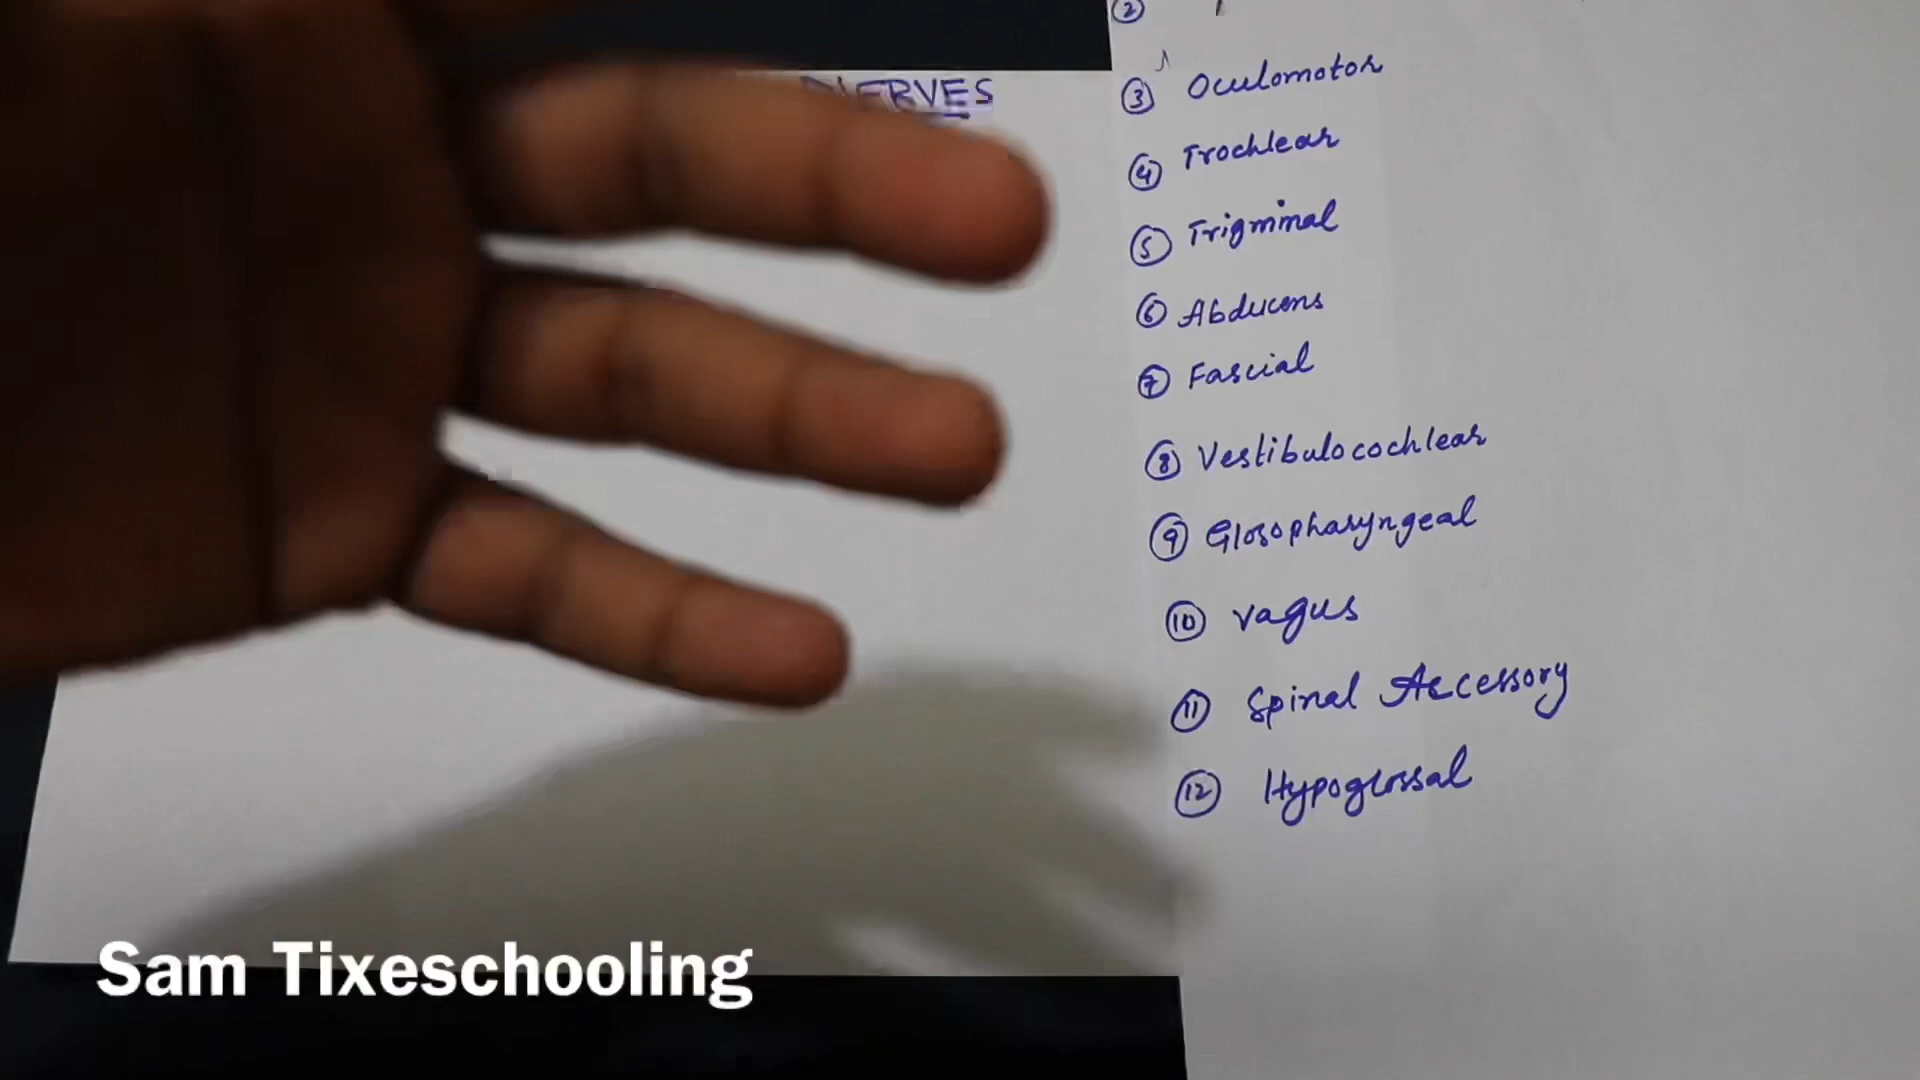 NERVES
②
③ Oculomotor
④ Trochlear
⑤ Trigminal
⑥ Abducens
⑦ Fascial
⑧ Vestibulocochlear
⑨ Glosopharyngeal
⑩ vagus
⑪ Spinal Accessory
⑫ Hypoglossal
Sam Tixeschooling